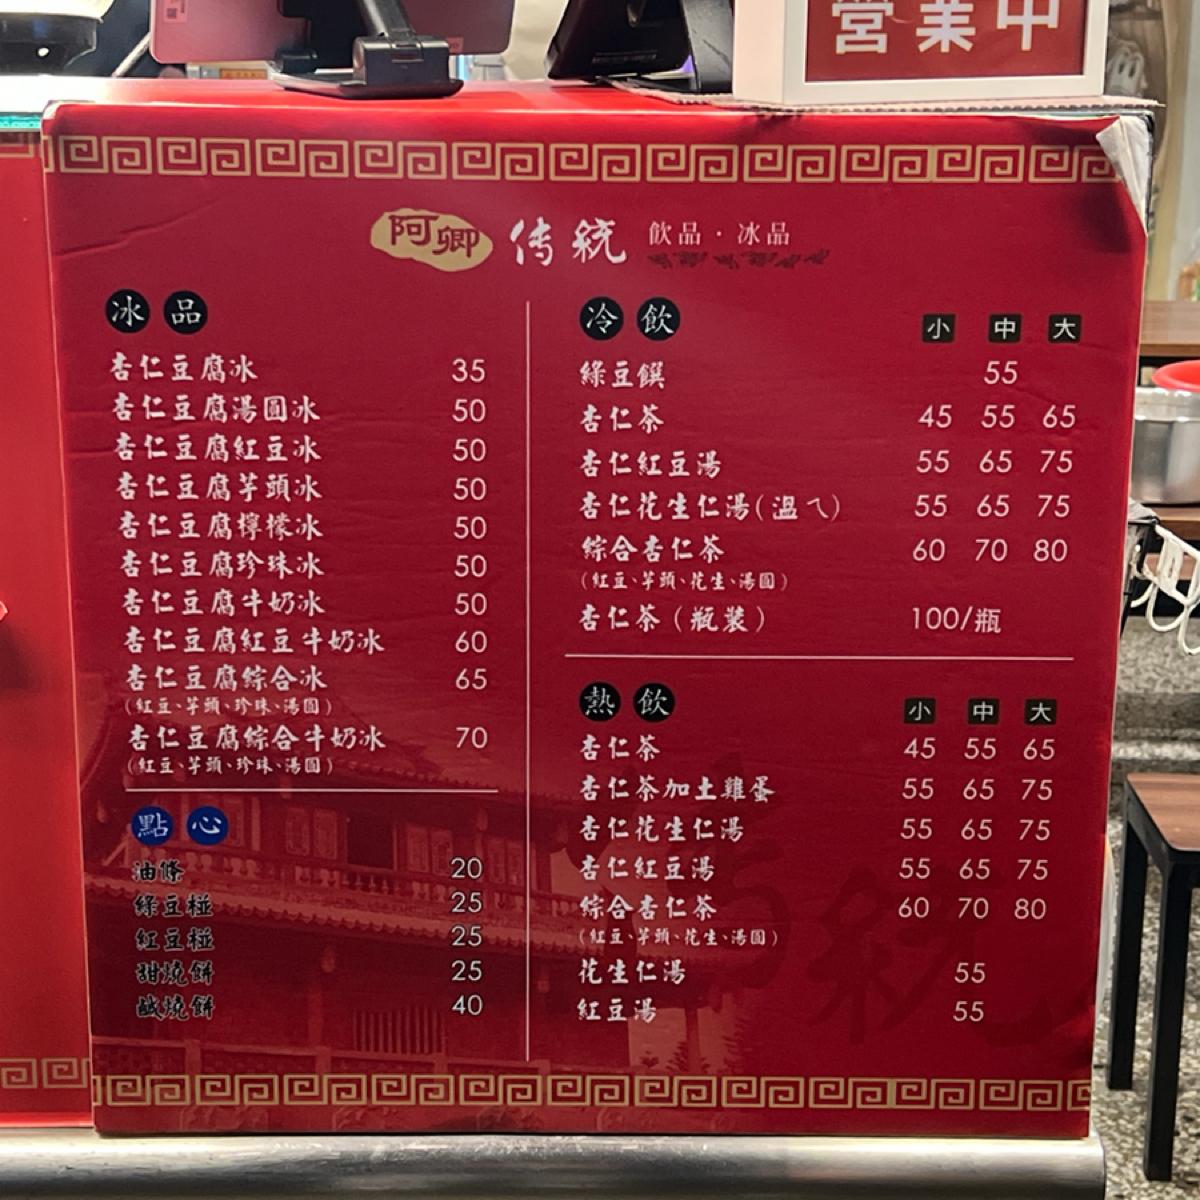 營業中
阿卿 傳統 飲品·冰品
冰品
杏仁豆腐冰 35
杏仁豆腐湯圓冰 50
杏仁豆腐紅豆冰 50
杏仁豆腐芋頭冰 50
杏仁豆腐檸檬冰 50
杏仁豆腐珍珠冰 50
杏仁豆腐牛奶冰 50
杏仁豆腐紅豆牛奶冰 60
杏仁豆腐綜合冰 65
(紅豆、芋頭、珍珠、湯圓)
杏仁豆腐綜合牛奶冰 70
(紅豆、芋頭、珍珠、湯圓)
點心
油條 20
綠豆椪 25
紅豆椪 25
甜燒餅 25
鹹燒餅 40
冷飲 小 中 大
綠豆饌 55
杏仁茶 45 55 65
杏仁紅豆湯 55 65 75
杏仁花生仁湯(溫ㄟ) 55 65 75
綜合杏仁茶 60 70 80
(紅豆、芋頭、花生、湯圓)
杏仁茶(瓶裝) 100/瓶
熱飲 小 中 大
杏仁茶 45 55 65
杏仁茶加土雞蛋 55 65 75
杏仁花生仁湯 55 65 75
杏仁紅豆湯 55 65 75
綜合杏仁茶 60 70 80
(紅豆、芋頭、花生、湯圓)
花生仁湯 55
紅豆湯 55